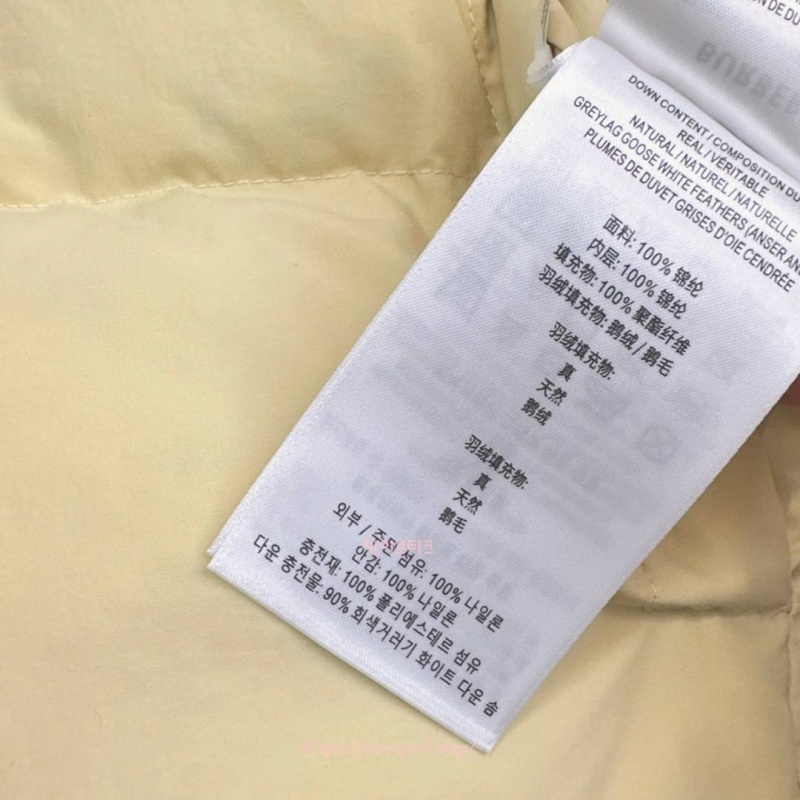 DOWN CONTENT / COMPOSITION DU
GREYLAG GOOSE WHITE FEATHERS (ANSER AN
NATURAL / NATUREL / NATURELLE
REAL / VÉRITABLE
PLUMES DE DUVET GRISES D'OIE CENDRÉE
面料: 100% 锦纶
内层: 100% 锦纶
填充物: 100% 聚酯纤维
羽绒填充物: 鹅绒 / 鹅毛
羽绒填充物:
真
天然
鹅绒
羽绒填充物:
真
天然
鹅毛
외부 / 주된 섬유: 100% 나일론
안감: 100% 나일론
충전재: 100% 폴리에스테르 섬유
다운 충전물: 90% 회색거러기 화이트 다운 솜